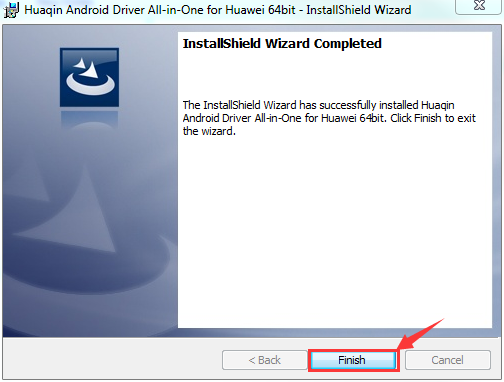 Huaqin Android Driver All-in-One for Huawei 64bit - InstallShield Wizard
InstallShield Wizard Completed
The InstallShield Wizard has successfully installed Huaqin
Android Driver All-in-One for Huawei 64bit. Click Finish to exit
the wizard.
< Back
Finish
Cancel